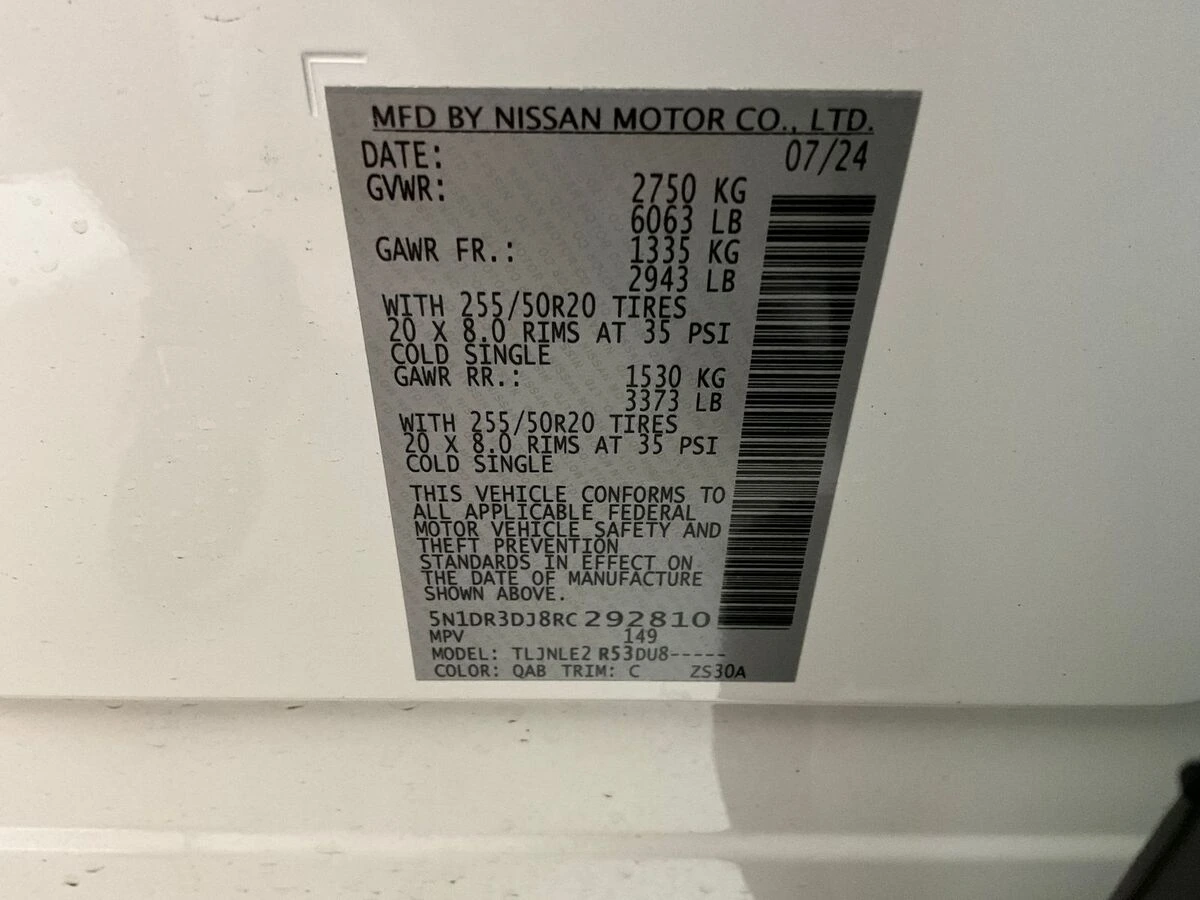 MFD BY NISSAN MOTOR CO., LTD.
DATE: 07/24
GVWR: 2750 KG
6063 LB
GAWR FR.: 1335 KG
2943 LB
WITH 255/50R20 TIRES
20 X 8.0 RIMS AT 35 PSI
COLD SINGLE
GAWR RR.: 1530 KG
3373 LB
WITH 255/50R20 TIRES
20 X 8.0 RIMS AT 35 PSI
COLD SINGLE
THIS VEHICLE CONFORMS TO
ALL APPLICABLE FEDERAL
MOTOR VEHICLE SAFETY AND
THEFT PREVENTION
STANDARDS IN EFFECT ON
THE DATE OF MANUFACTURE
SHOWN ABOVE.
5N1DR3DJ8RC292810
MPV 149
MODEL: TLJNLE2 R53DU8-----
COLOR: QAB TRIM: C ZS30A